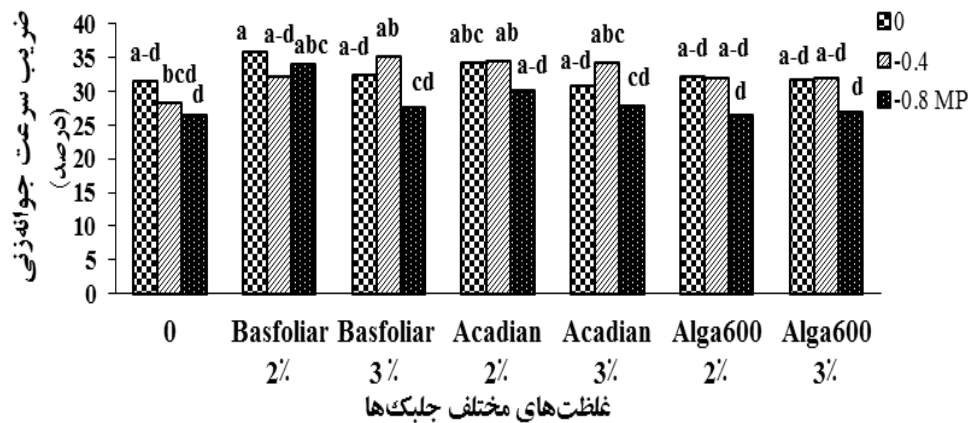 ضریب سرعت جوانه‌زنی
(درصد)
40
35
30
25
20
15
10
5
0
a-d bcd d
a a-d abc
a-d ab cd
abc ab a-d
a-d abc cd
a-d a-d d
a-d a-d d
0
-0.4
-0.8 MP
0 Basfoliar Basfoliar Acadian Acadian Alga600 Alga600
2٪ 3٪ 2٪ 3٪ 2٪ 3٪
غلظت‌های مختلف جلبک‌ها